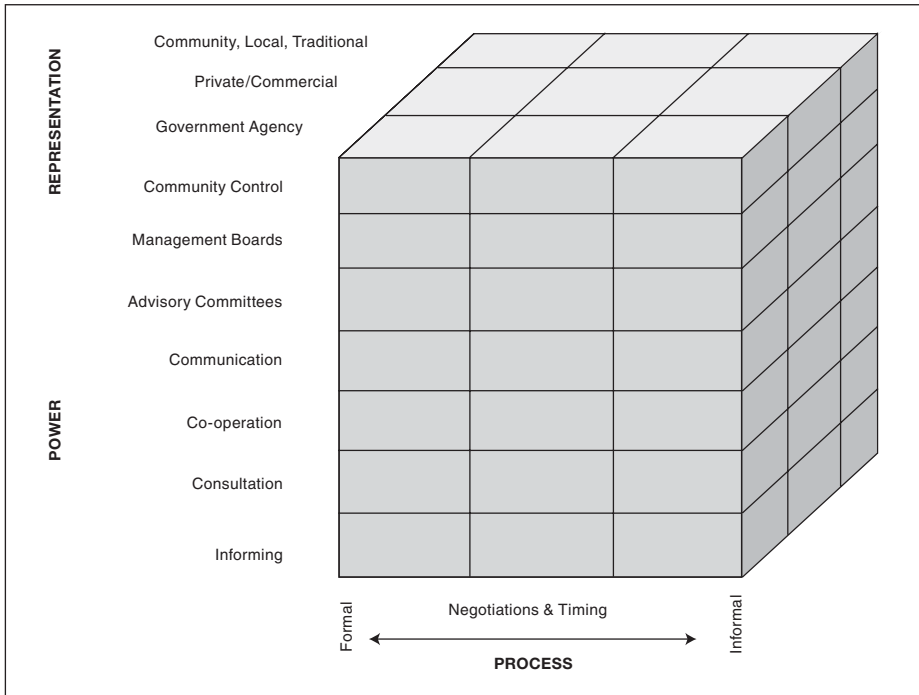 REPRESENTATION
Community, Local, Traditional
Private/Commercial
Government Agency
POWER
Community Control
Management Boards
Advisory Committees
Communication
Co-operation
Consultation
Informing
Formal
Negotiations & Timing
Informal
PROCESS